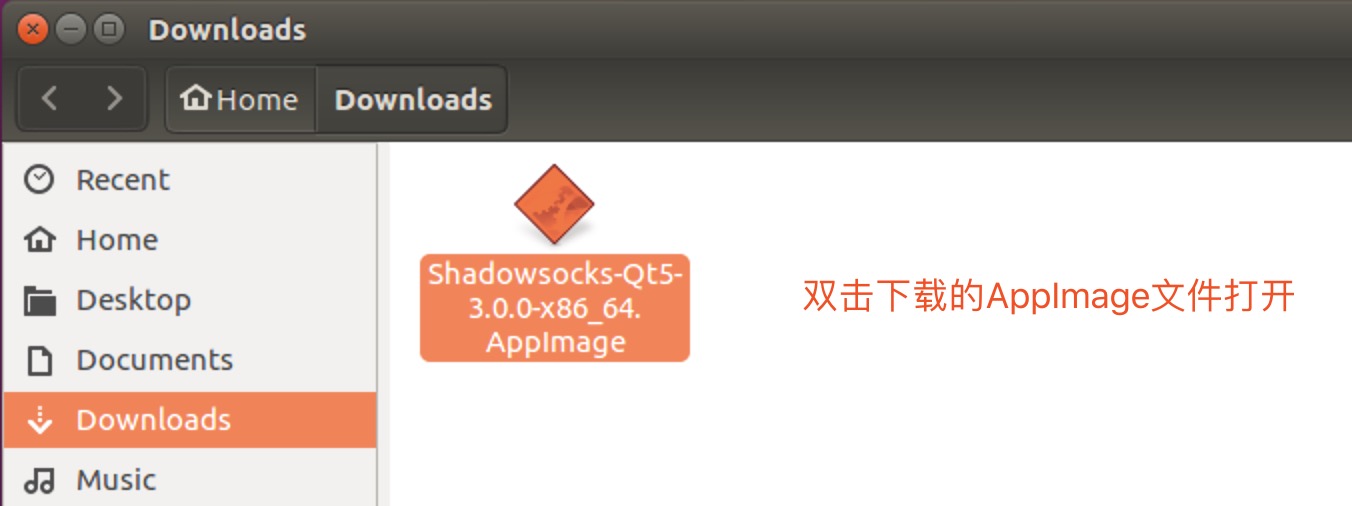 Downloads
Home
Downloads
Recent
Home
Desktop
Documents
Downloads
Music
Shadowsocks-Qt5-
3.0.0-x86_64.
AppImage
双击下载的AppImage文件打开